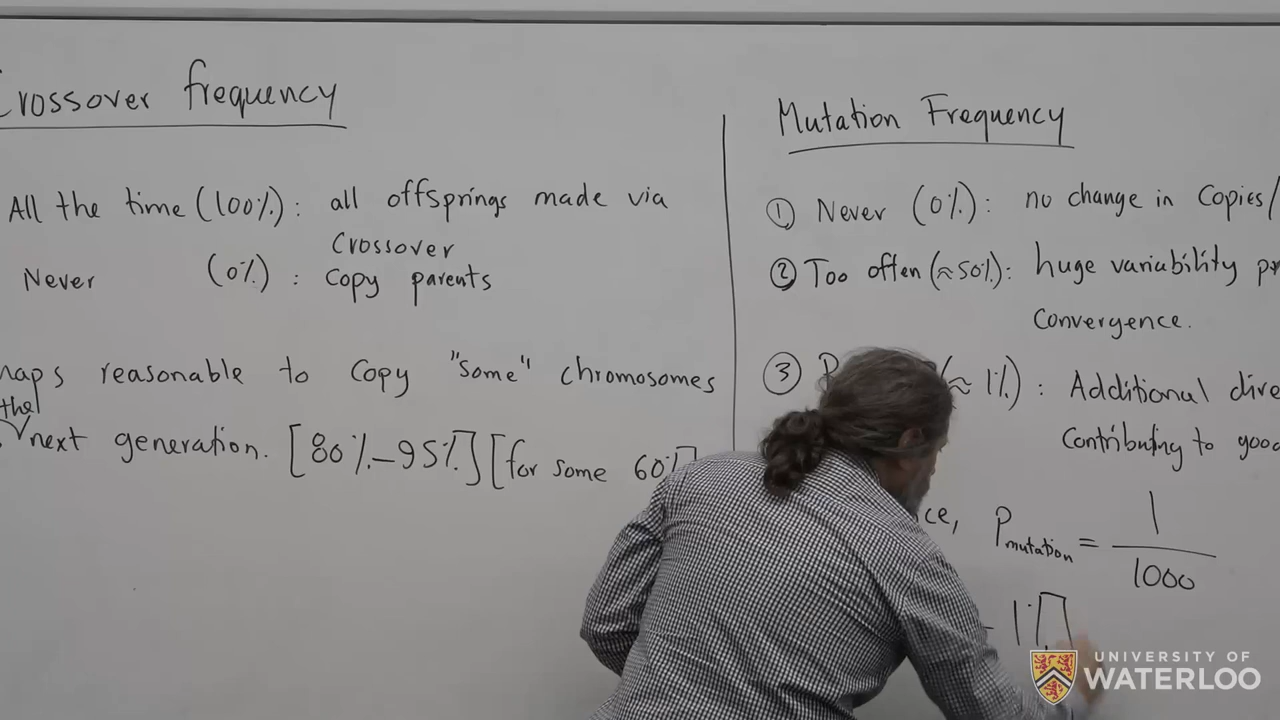 Crossover frequency
All the time (100%): all offsprings made via
Crossover
Never (0%): Copy parents
reasonable to Copy "some" chromosomes
the
next generation. [80%-95%] [for some 60%]
Mutation Frequency
① Never (0%): no change in Copies/
② Too often (≈50%): huge variability
Convergence.
③ (≈1%): Additional
Contributing to good
Pmutation = 1/1000
- 1%]
UNIVERSITY OF
WATERLOO